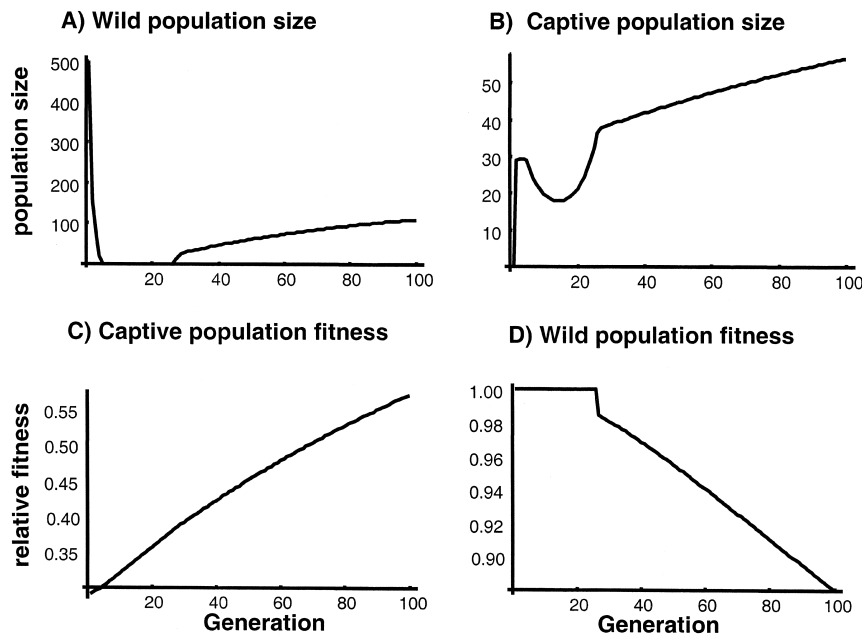 A) Wild population size
B) Captive population size
population size
500
400
300
200
100
20 40 60 80 100
50
40
30
20
10
20 40 60 80 100
C) Captive population fitness
D) Wild population fitness
relative fitness
0.55
0.50
0.45
0.40
0.35
20 40 60 80 100
Generation
1.00
0.98
0.96
0.94
0.92
0.90
20 40 60 80 100
Generation